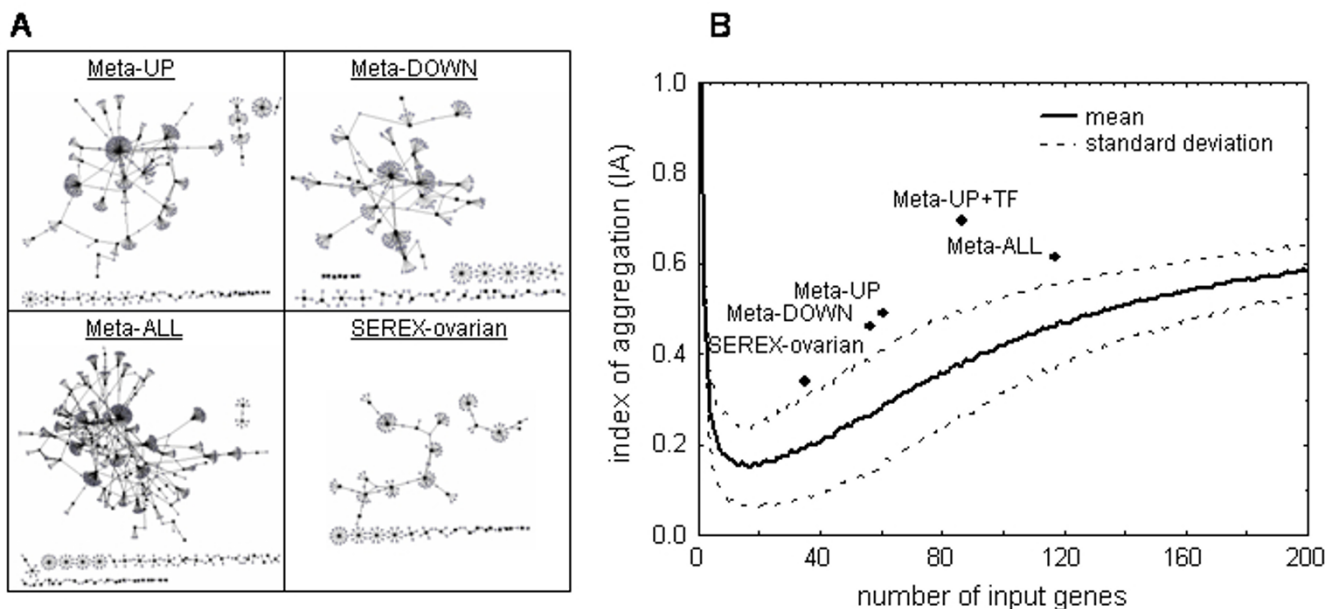 A
B
Meta-UP
Meta-DOWN
Meta-ALL
SEREX-ovarian
index of aggregation (IA)
1.0
0.8
0.6
0.4
0.2
0.0
mean
standard deviation
Meta-UP+TF
Meta-ALL
Meta-UP
Meta-DOWN
SEREX-ovarian
0 40 80 120 160 200
number of input genes